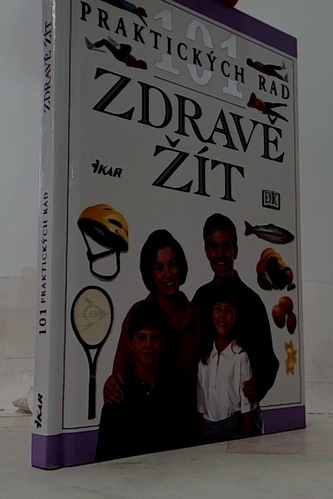 101
PRAKTICKÝCH RAD
ZDRAVĚ
ŽÍT
IKAR
DK
ZDRAVĚ ŽÍT
101 PRAKTICKÝCH RAD
IKAR